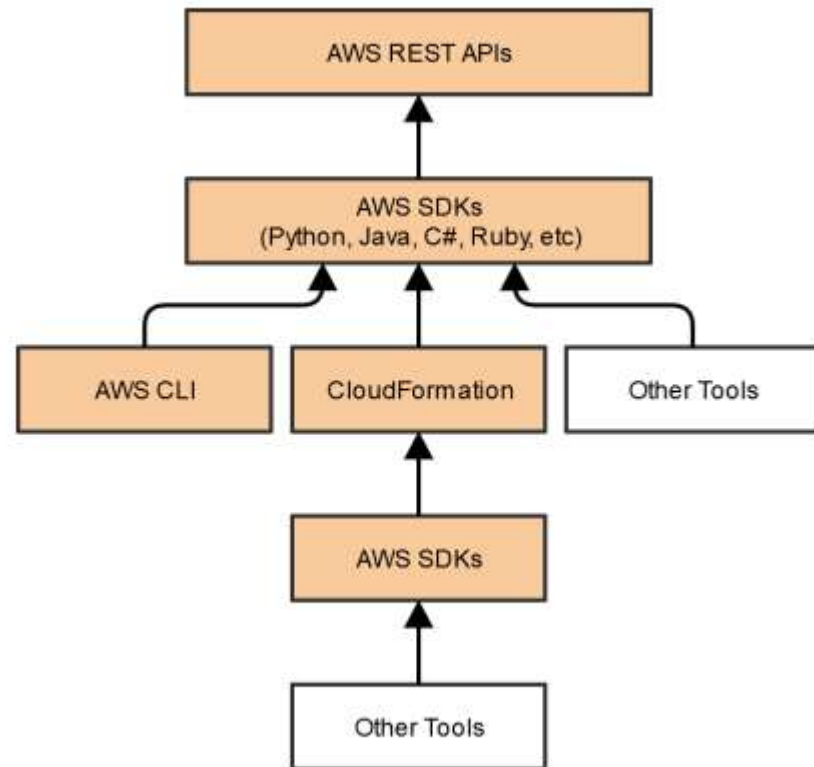 AWS REST APIs
AWS SDKs
(Python, Java, C#, Ruby, etc)
AWS CLI
CloudFormation
Other Tools
AWS SDKs
Other Tools